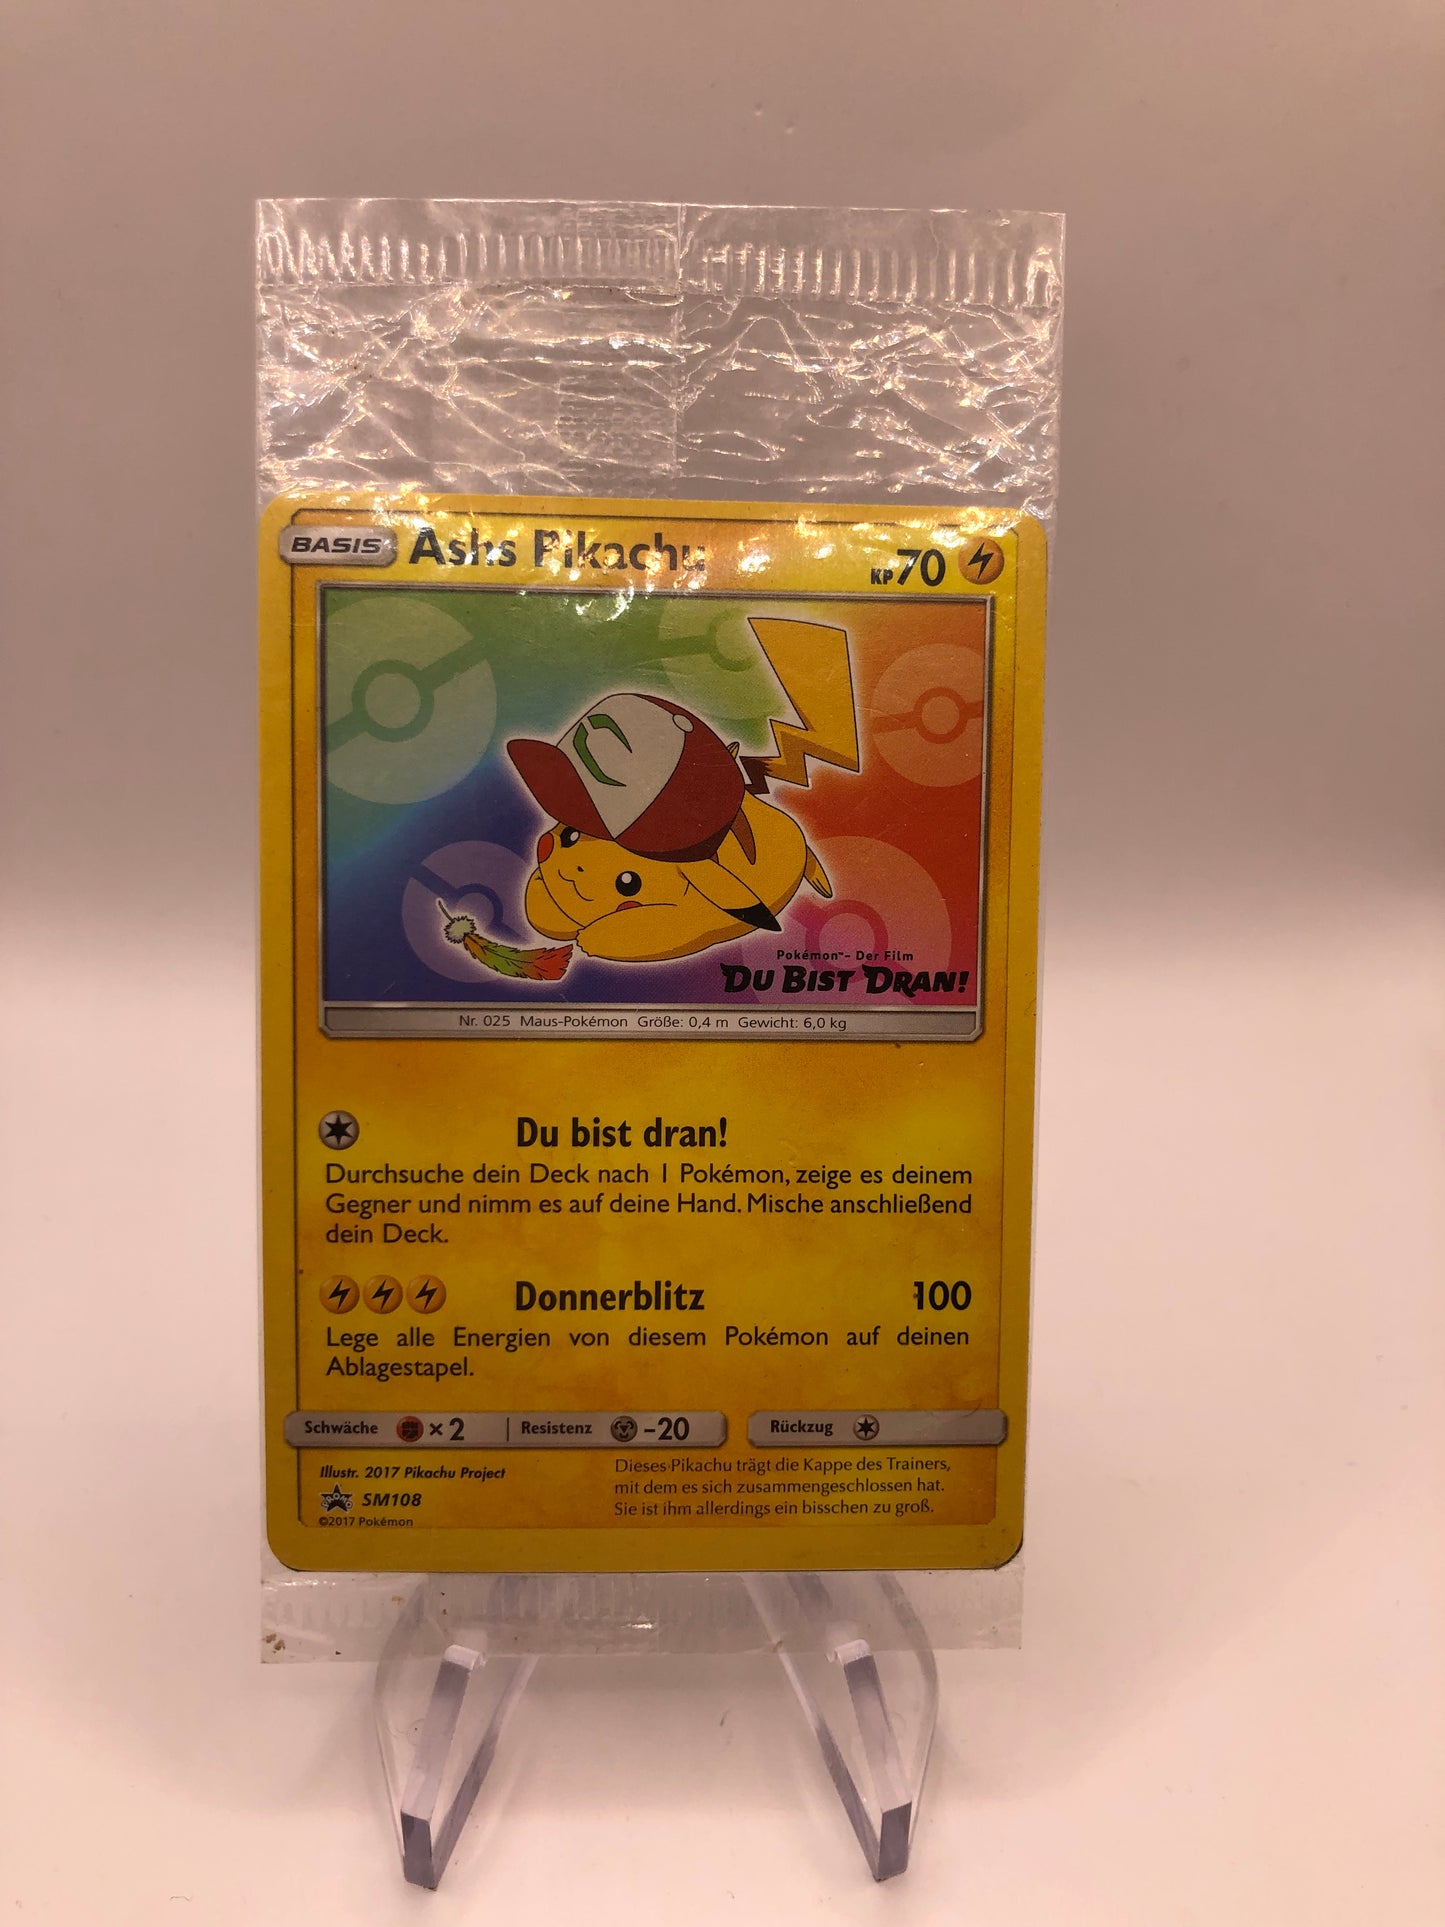 BASIS Ashs Pikachu KP70
Pokémon™- Der Film
DU BIST DRAN!
Nr. 025 Maus-Pokémon Größe: 0,4 m Gewicht: 6,0 kg
Du bist dran!
Durchsuche dein Deck nach 1 Pokémon, zeige es deinem
Gegner und nimm es auf deine Hand. Mische anschließend
dein Deck.
Donnerblitz 100
Lege alle Energien von diesem Pokémon auf deinen
Ablagestapel.
Schwäche ×2 Resistenz -20 Rückzug
Illustr. 2017 Pikachu Project
PROMO SM108
©2017 Pokémon
Dieses Pikachu trägt die Kappe des Trainers,
mit dem es sich zusammengeschlossen hat.
Sie ist ihm allerdings ein bisschen zu groß.